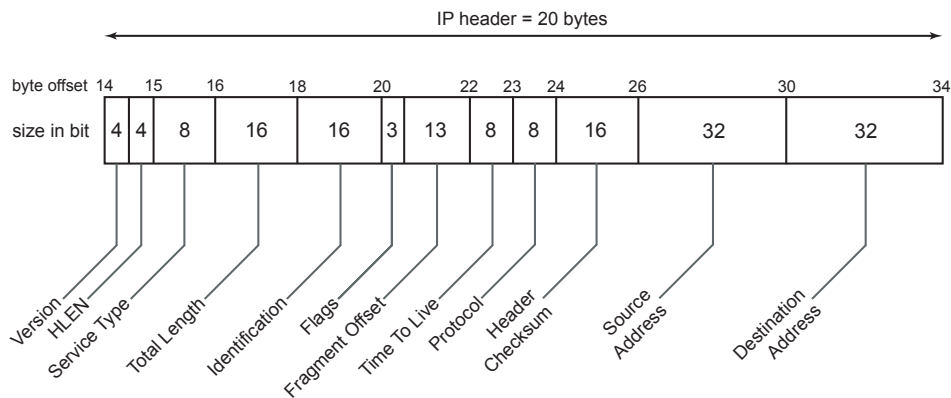 IP header = 20 bytes
byte offset 14 15 16 18 20 22 23 24 26 30 34
size in bit 4 4 8 16 16 3 13 8 8 16 32 32
Version
HLEN
Service Type
Total Length
Identification
Flags
Fragment Offset
Time To Live
Protocol
Header
Checksum
Source
Address
Destination
Address